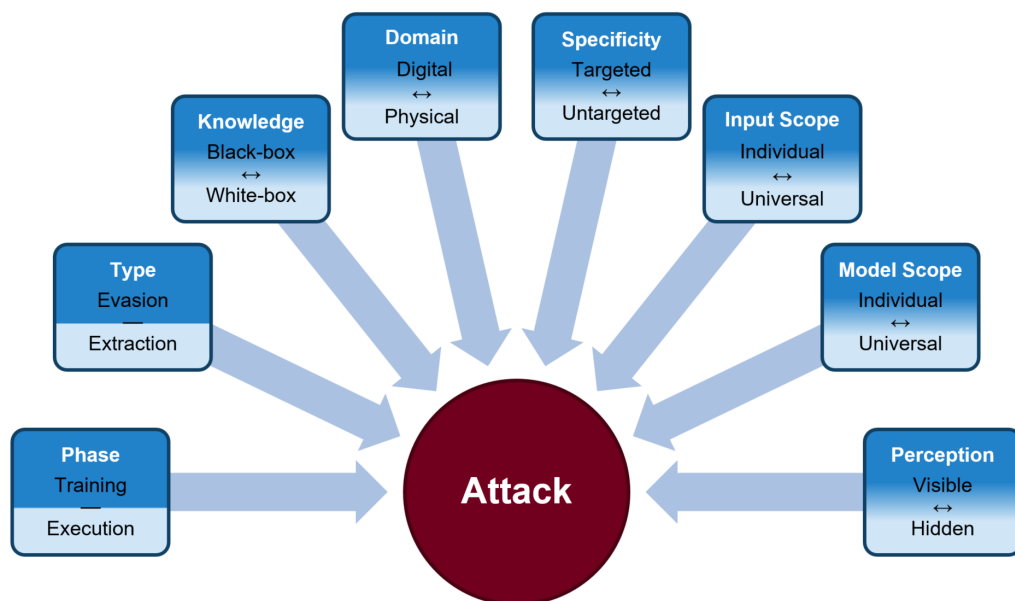 Domain
Digital
↔
Physical
Specificity
Targeted
↔
Untargeted
Knowledge
Black-box
↔
White-box
Input Scope
Individual
↔
Universal
Type
Evasion
—
Extraction
Model Scope
Individual
↔
Universal
Phase
Training
—
Execution
Attack
Perception
Visible
↔
Hidden